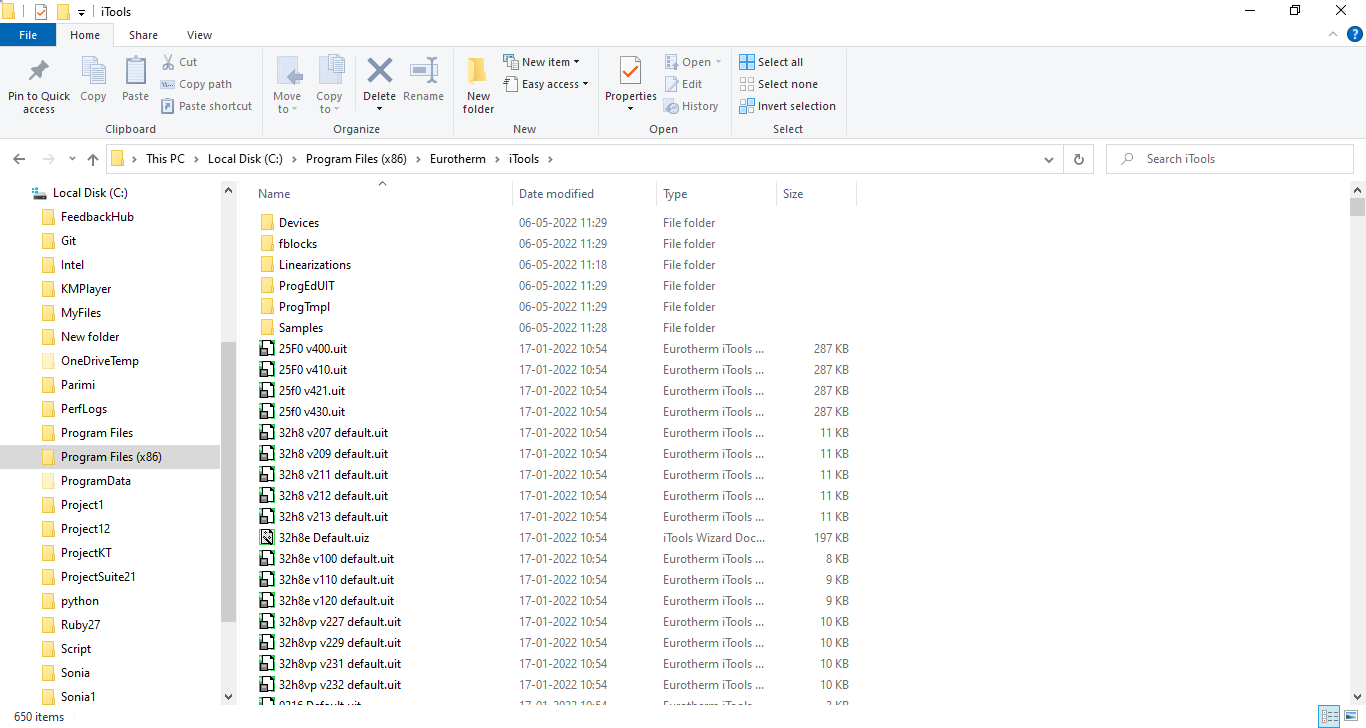 iTools
File Home Share View
Pin to Quick access
Copy
Paste
Cut
Copy path
Paste shortcut
Clipboard
Move to
Copy to
Delete
Rename
Organize
New folder
New item
Easy access
New
Properties
Open
Edit
History
Open
Select all
Select none
Invert selection
Select
This PC > Local Disk (C:) > Program Files (x86) > Eurotherm > iTools >
Search iTools
Local Disk (C:)
FeedbackHub
Git
Intel
KMPlayer
MyFiles
New folder
OneDriveTemp
Parimi
PerfLogs
Program Files
Program Files (x86)
ProgramData
Project1
Project12
ProjectKT
ProjectSuite21
python
Ruby27
Script
Sonia
Sonia1
Name Date modified Type Size
Devices 06-05-2022 11:29 File folder
fblocks 06-05-2022 11:29 File folder
Linearizations 06-05-2022 11:18 File folder
ProgEdUIT 06-05-2022 11:29 File folder
ProgTmpl 06-05-2022 11:29 File folder
Samples 06-05-2022 11:28 File folder
25F0 v400.uit 17-01-2022 10:54 Eurotherm iTools ... 287 KB
25F0 v410.uit 17-01-2022 10:54 Eurotherm iTools ... 287 KB
25f0 v421.uit 17-01-2022 10:54 Eurotherm iTools ... 287 KB
25f0 v430.uit 17-01-2022 10:54 Eurotherm iTools ... 287 KB
32h8 v207 default.uit 17-01-2022 10:54 Eurotherm iTools ... 11 KB
32h8 v209 default.uit 17-01-2022 10:54 Eurotherm iTools ... 11 KB
32h8 v211 default.uit 17-01-2022 10:54 Eurotherm iTools ... 11 KB
32h8 v212 default.uit 17-01-2022 10:54 Eurotherm iTools ... 11 KB
32h8 v213 default.uit 17-01-2022 10:54 Eurotherm iTools ... 11 KB
32h8e Default.uiz 17-01-2022 10:54 iTools Wizard Doc... 197 KB
32h8e v100 default.uit 17-01-2022 10:54 Eurotherm iTools ... 8 KB
32h8e v110 default.uit 17-01-2022 10:54 Eurotherm iTools ... 9 KB
32h8e v120 default.uit 17-01-2022 10:54 Eurotherm iTools ... 9 KB
32h8vp v227 default.uit 17-01-2022 10:54 Eurotherm iTools ... 10 KB
32h8vp v229 default.uit 17-01-2022 10:54 Eurotherm iTools ... 10 KB
32h8vp v231 default.uit 17-01-2022 10:54 Eurotherm iTools ... 10 KB
32h8vp v232 default.uit 17-01-2022 10:54 Eurotherm iTools ... 10 KB
650 items